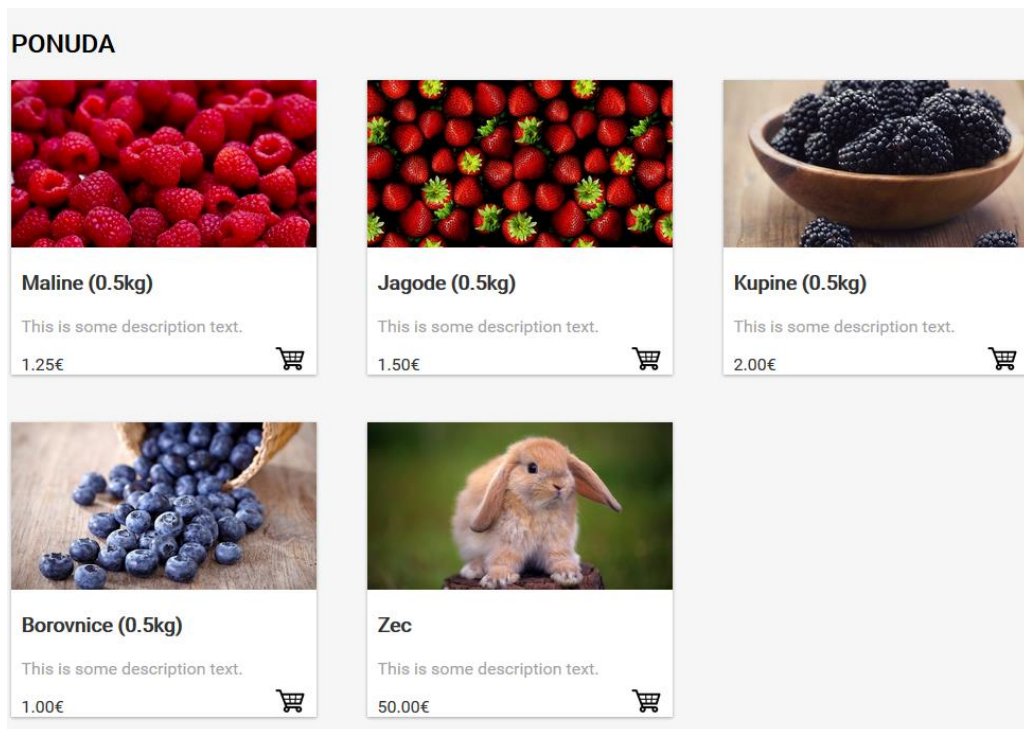 PONUDA
Maline (0.5kg)
This is some description text.
1.25€
Jagode (0.5kg)
This is some description text.
1.50€
Kupine (0.5kg)
This is some description text.
2.00€
Borovnice (0.5kg)
This is some description text.
1.00€
Zec
This is some description text.
50.00€